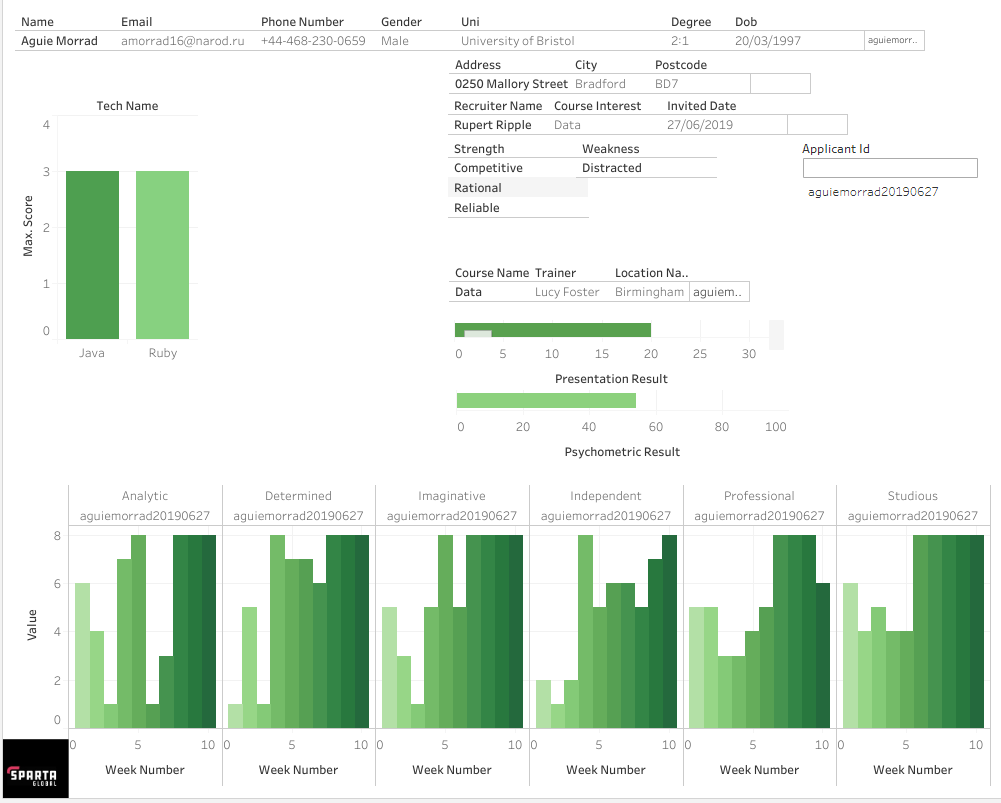 Name Email Phone Number Gender Uni Degree Dob
Aguie Morrad amorrad16@narod.ru +44-468-230-0659 Male University of Bristol 2:1 20/03/1997 aguiemorr..
Address City Postcode
0250 Mallory Street Bradford BD7
Recruiter Name Course Interest Invited Date
Rupert Ripple Data 27/06/2019
Strength Weakness
Competitive Distracted
Rational
Reliable
Applicant Id
aguiemorrad20190627
Tech Name
Max. Score
4
3
2
1
0
Java Ruby
Course Name Trainer Location Na..
Data Lucy Foster Birmingham aguiem..
0 5 10 15 20 25 30
Presentation Result
0 20 40 60 80 100
Psychometric Result
Analytic Determined Imaginative Independent Professional Studious
aguiemorrad20190627 aguiemorrad20190627 aguiemorrad20190627 aguiemorrad20190627 aguiemorrad20190627 aguiemorrad20190627
Value
8
6
4
2
0
0 5 10 0 5 10 0 5 10 0 5 10 0 5 10 0 5 10
Week Number Week Number Week Number Week Number Week Number Week Number
SPARTA
GLOBAL